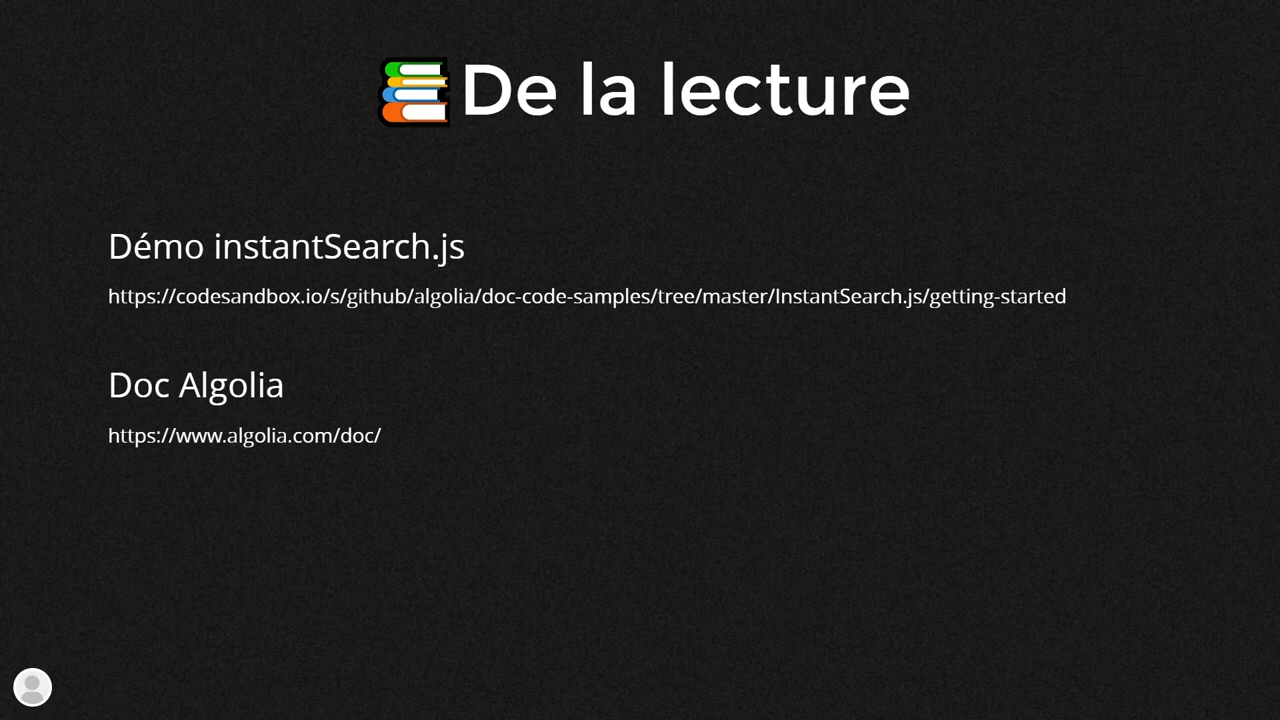 De la lecture
Démo instantSearch.js
https://codesandbox.io/s/github/algolia/doc-code-samples/tree/master/InstantSearch.js/getting-started
Doc Algolia
https://www.algolia.com/doc/